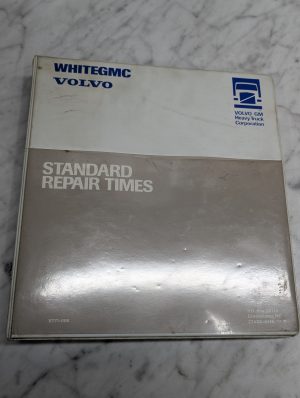 WHITEGMC
VOLVO
VOLVO GM
Heavy Truck
Corporation
STANDARD
REPAIR TIMES